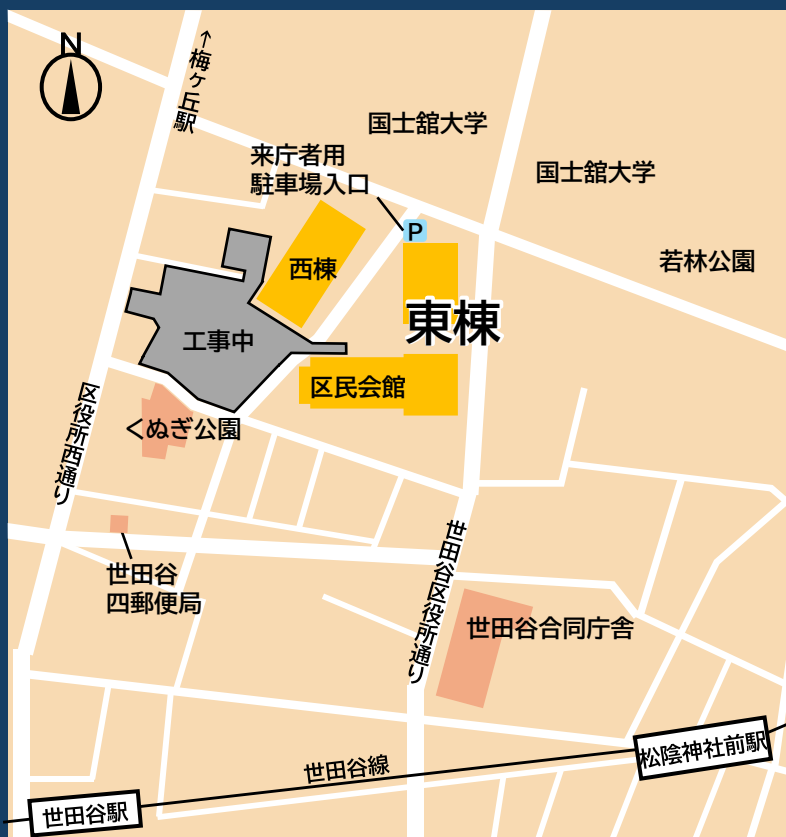 N
↑梅ヶ丘駅
国士舘大学
来庁者用
駐車場入口
国士舘大学
P
若林公園
西棟
東棟
工事中
区民会館
区役所西通り
くぬぎ公園
世田谷区役所通り
世田谷
四郵便局
世田谷合同庁舎
松陰神社前駅
世田谷線
世田谷駅